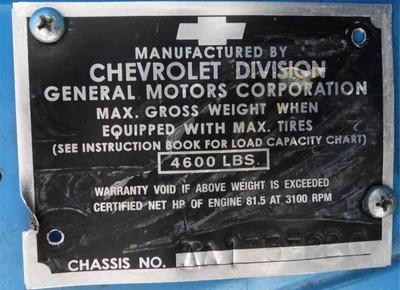 MANUFACTURED BY
CHEVROLET DIVISION
GENERAL MOTORS CORPORATION
MAX. GROSS WEIGHT WHEN
EQUIPPED WITH MAX. TIRES
(SEE INSTRUCTION BOOK FOR LOAD CAPACITY CHART)
4600 LBS.
WARRANTY VOID IF ABOVE WEIGHT IS EXCEEDED
CERTIFIED NET HP OF ENGINE 81.5 AT 3100 RPM
CHASSIS NO.